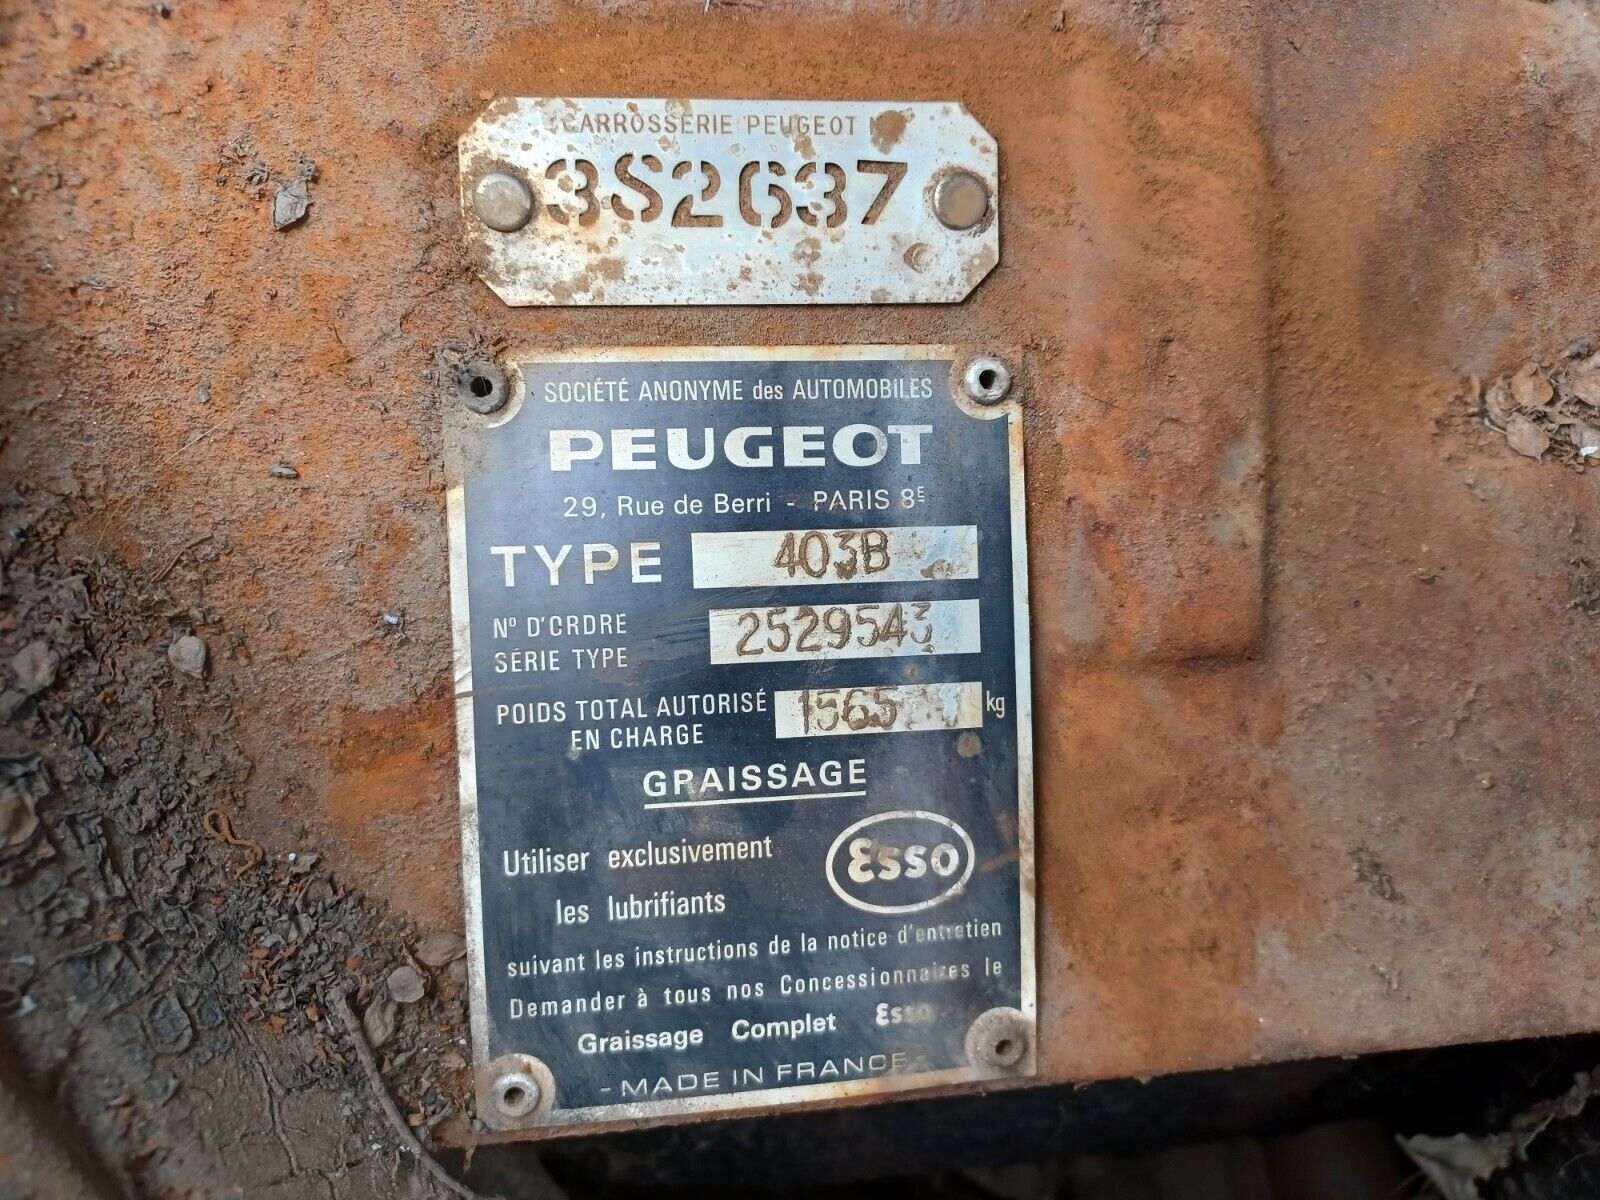 CARROSSERIE PEUGEOT
3S2637
SOCIÉTÉ ANONYME des AUTOMOBILES
PEUGEOT
29, Rue de Berri - PARIS 8E
TYPE 403B
Nº D'ORDRE
SÉRIE TYPE 2529543
POIDS TOTAL AUTORISÉ 1565 kg
EN CHARGE
GRAISSAGE
Utiliser exclusivement
les lubrifiants
Esso
suivant les instructions de la notice d'entretien
Demander à tous nos Concessionnaires le
Graissage Complet Esso
- MADE IN FRANCE -